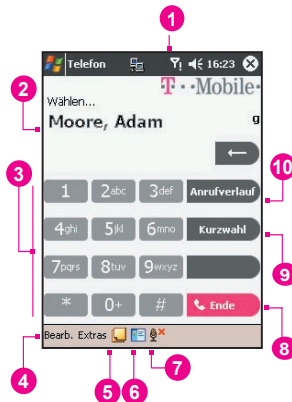 1
Telefon 16:23
T··Mobile·
2
Wählen...
Moore, Adam g
3
10
1 2abc 3def Anrufverlauf
4ghi 5jkl 6mno Kurzwahl
9
7pqrs 8tuv 9wxyz
* 0+ # Ende
Bearb. Extras
4 5 6 7 8